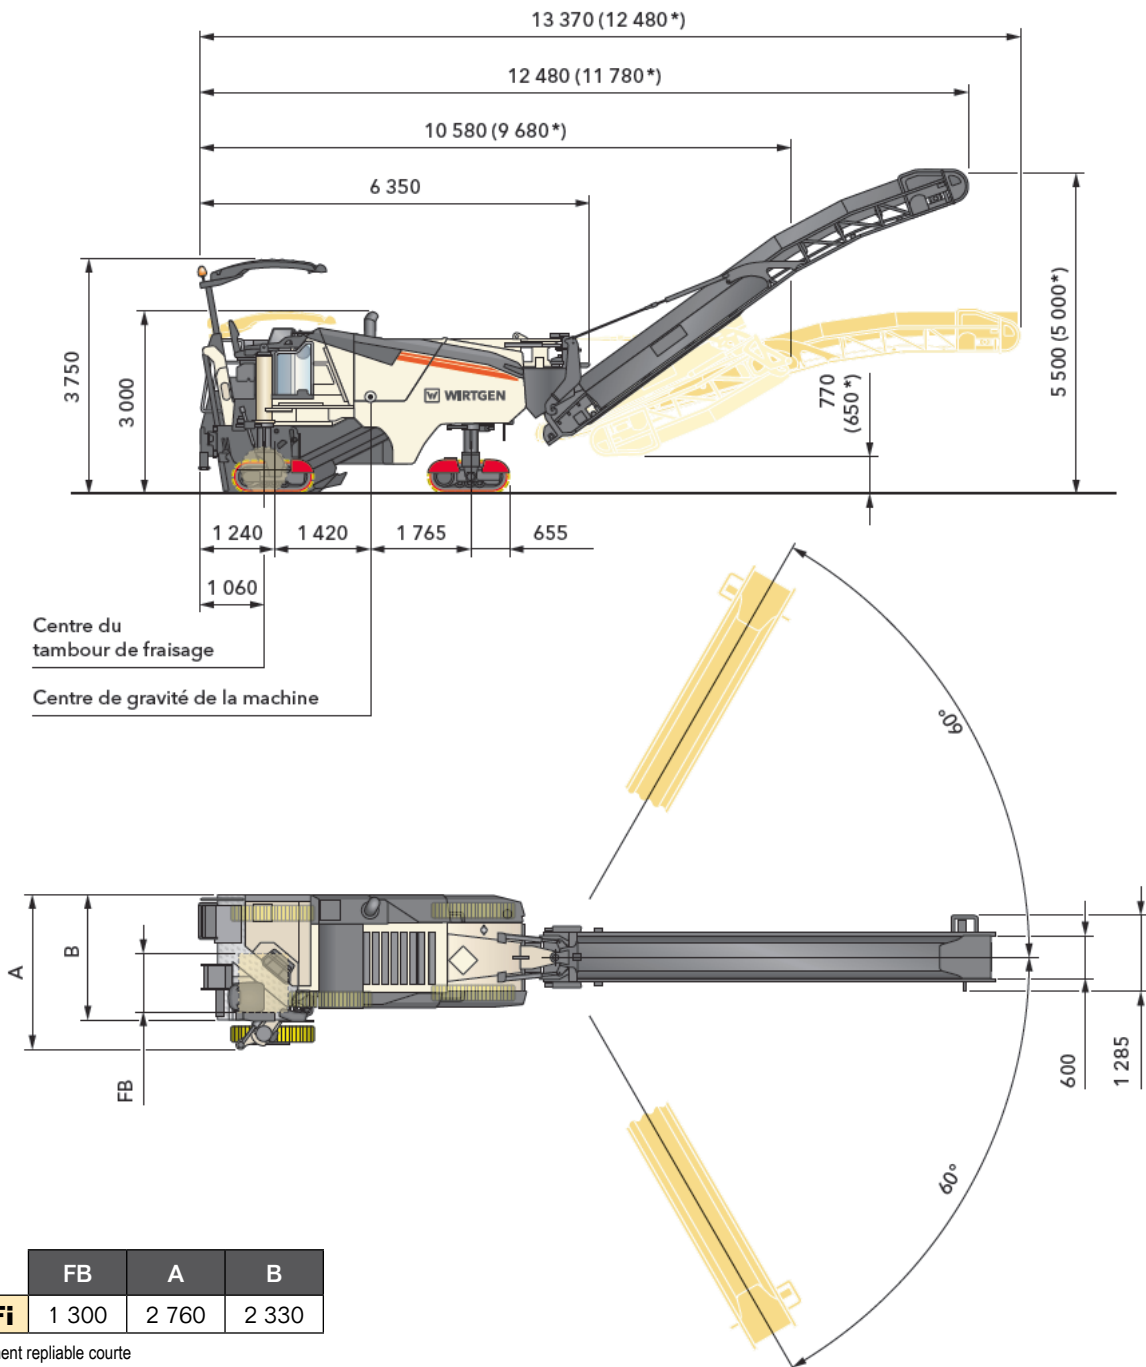 13 370 (12 480*)
12 480 (11 780*)
10 580 (9 680*)
6 350
3 750
3 000
WIRTGEN
770
(650*)
5 500 (5 000*)
1 240
1 420
1 765
655
1 060
Centre du
tambour de fraisage
Centre de gravité de la machine
60°
A
B
FB
600
1 285
60°
FB A B
Fi 1 300 2 760 2 330
ent repliable courte